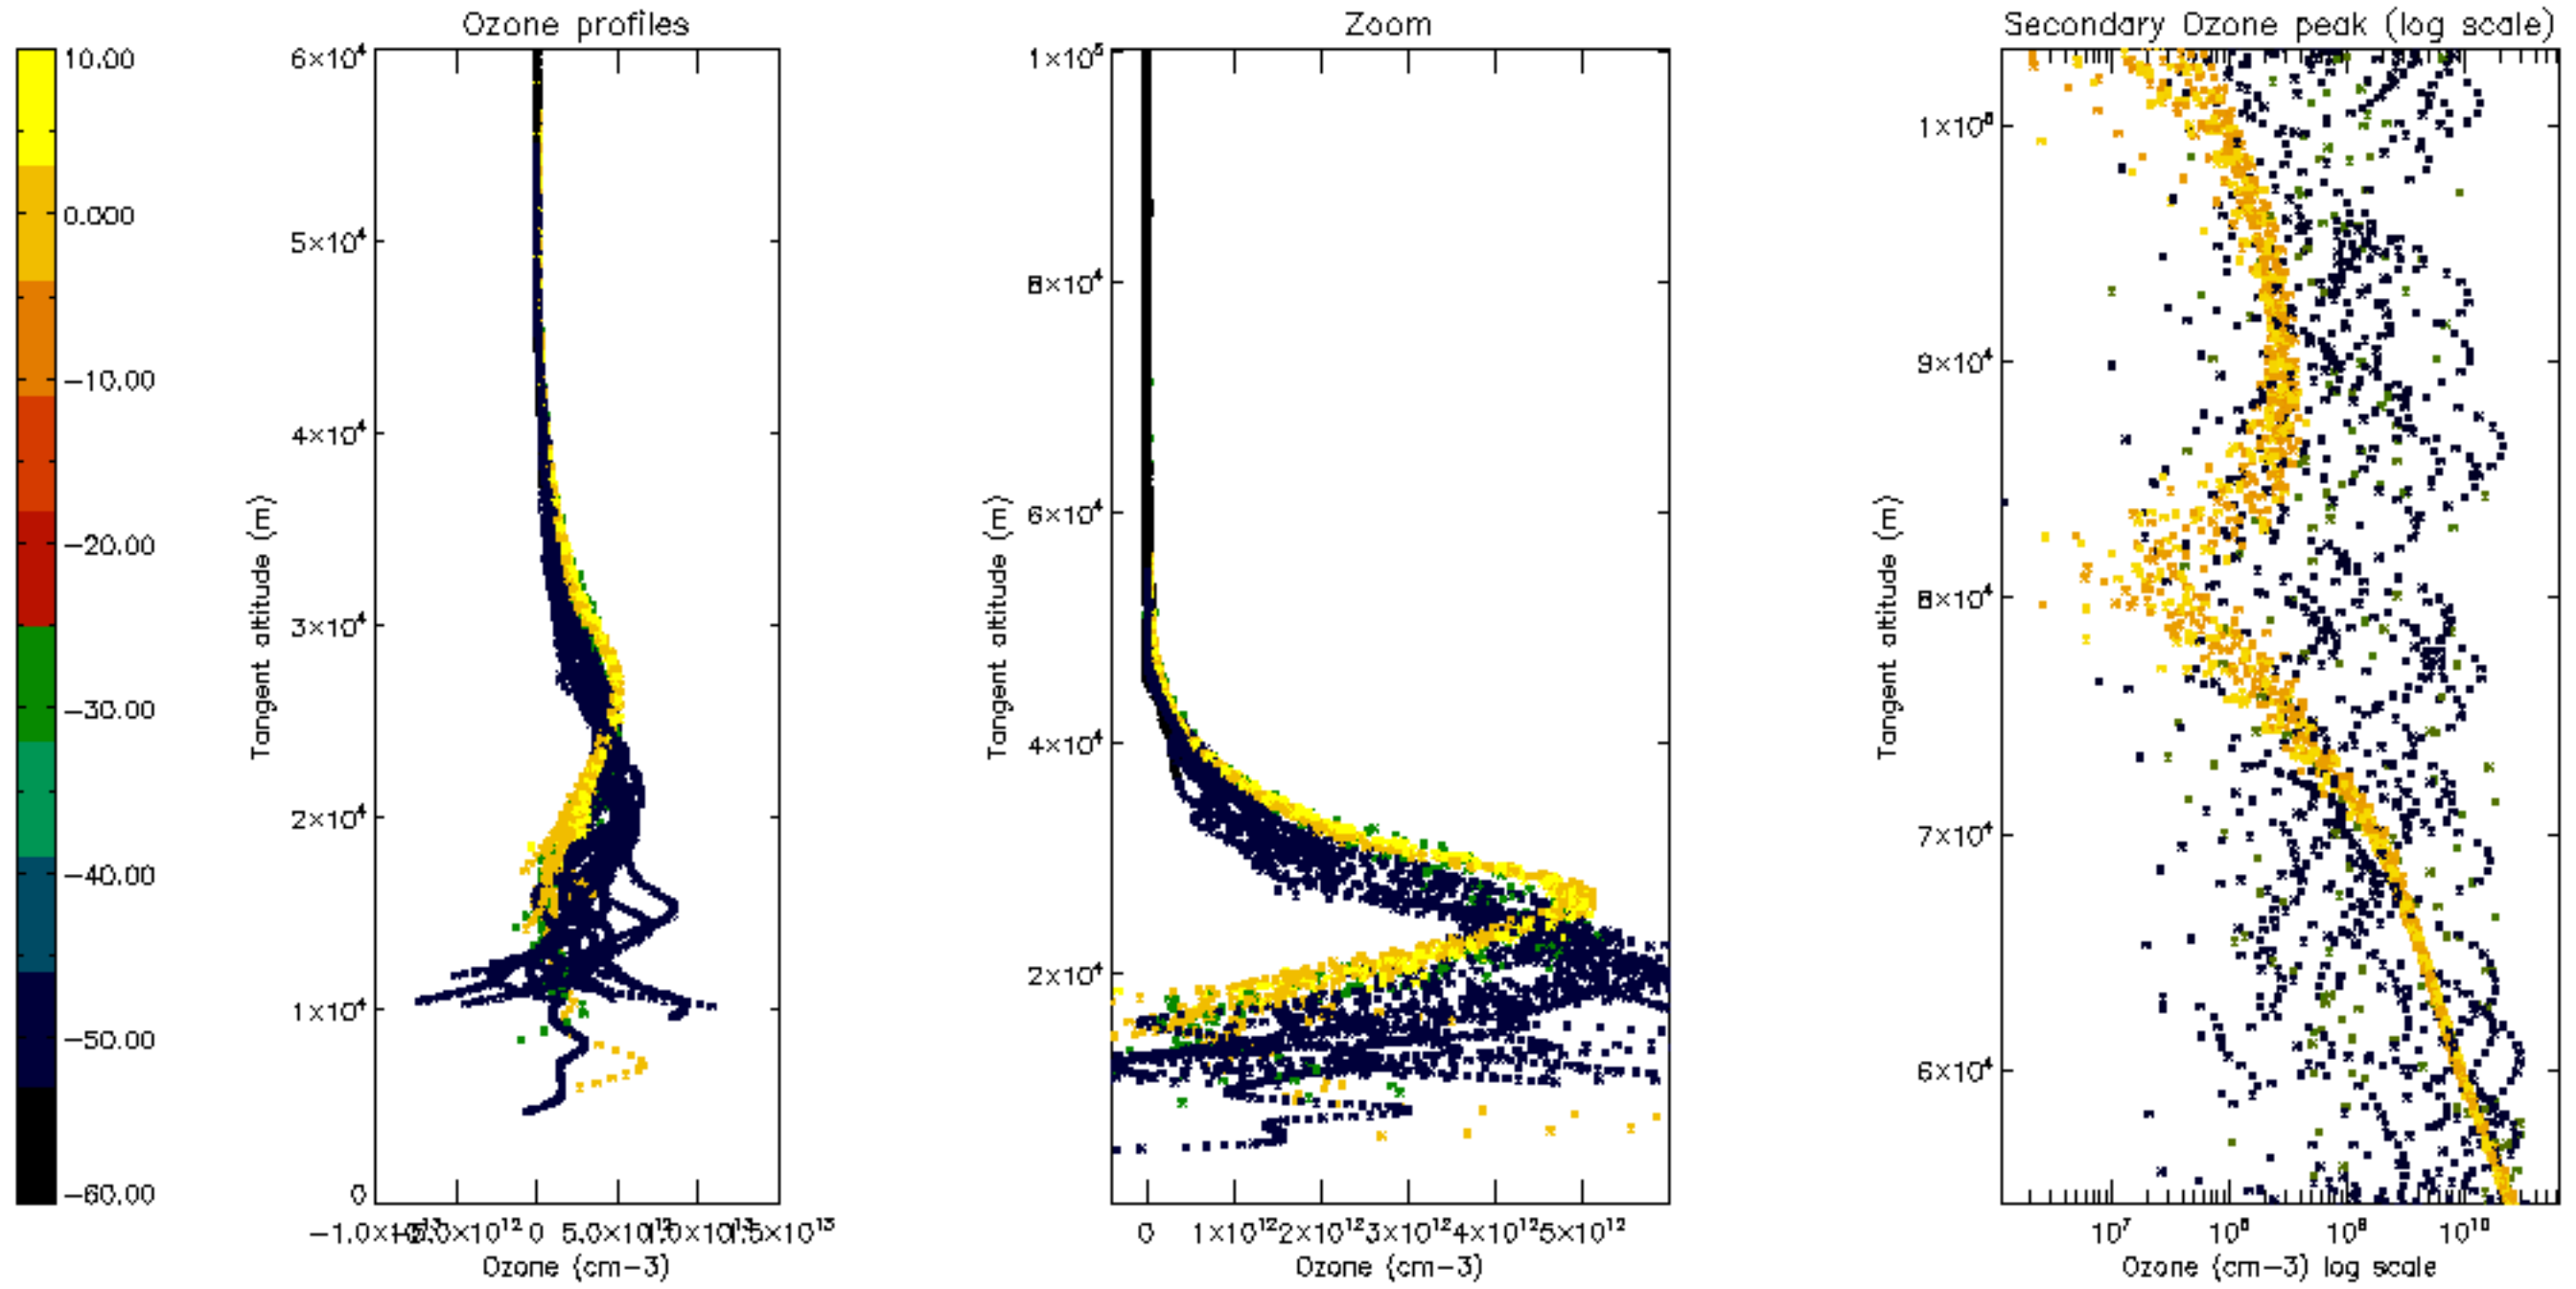 Ozone profiles
Zoom
Secondary Ozone peak (log scale)
10.00
0.000
−10.00
−20.00
−30.00
−40.00
−50.00
−60.00
Tangent altitude (m)
6×10⁴
5×10⁴
4×10⁴
3×10⁴
2×10⁴
1×10⁴
0
0
Ozone (cm−3)
Tangent altitude (m)
1×10⁵
8×10⁴
6×10⁴
4×10⁴
2×10⁴
0 1×10¹² 2×10¹² 3×10¹² 4×10¹² 5×10¹²
Ozone (cm−3)
Tangent altitude (m)
1×10⁵
9×10⁴
8×10⁴
7×10⁴
6×10⁴
10⁷ 10⁸ 10⁹ 10¹⁰
Ozone (cm−3) log scale